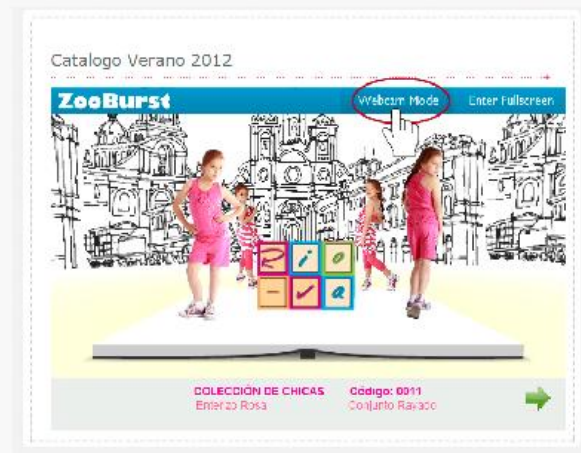 Catalogo Verano 2012
ZooBurst Webcam Mode Enter Fullscreen
R i o
– v a
COLECCIÓN DE CHICAS Código: 0011
Enterizo Rosa Conjunto Rayado